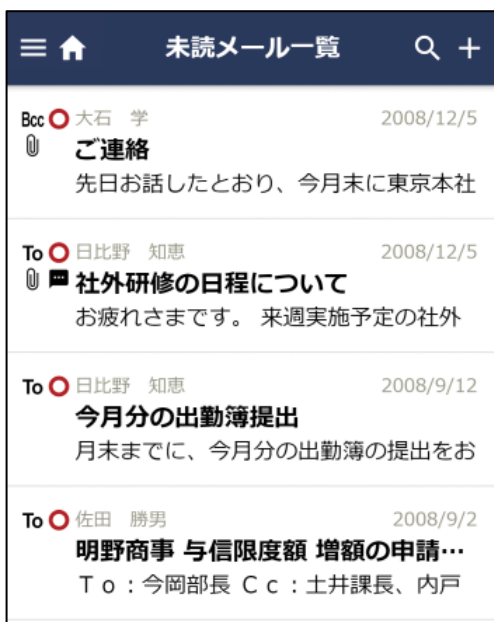 未読メール一覧
Bcc 大石　学 2008/12/5
ご連絡
先日お話したとおり、今月末に東京本社
To 日比野　知恵 2008/12/5
社外研修の日程について
お疲れさまです。 来週実施予定の社外
To 日比野　知恵 2008/9/12
今月分の出勤簿提出
月末までに、今月分の出勤簿の提出をお
To 佐田　勝男 2008/9/2
明野商事 与信限度額 増額の申請…
Ｔｏ：今岡部長 Ｃｃ：土井課長、内戸